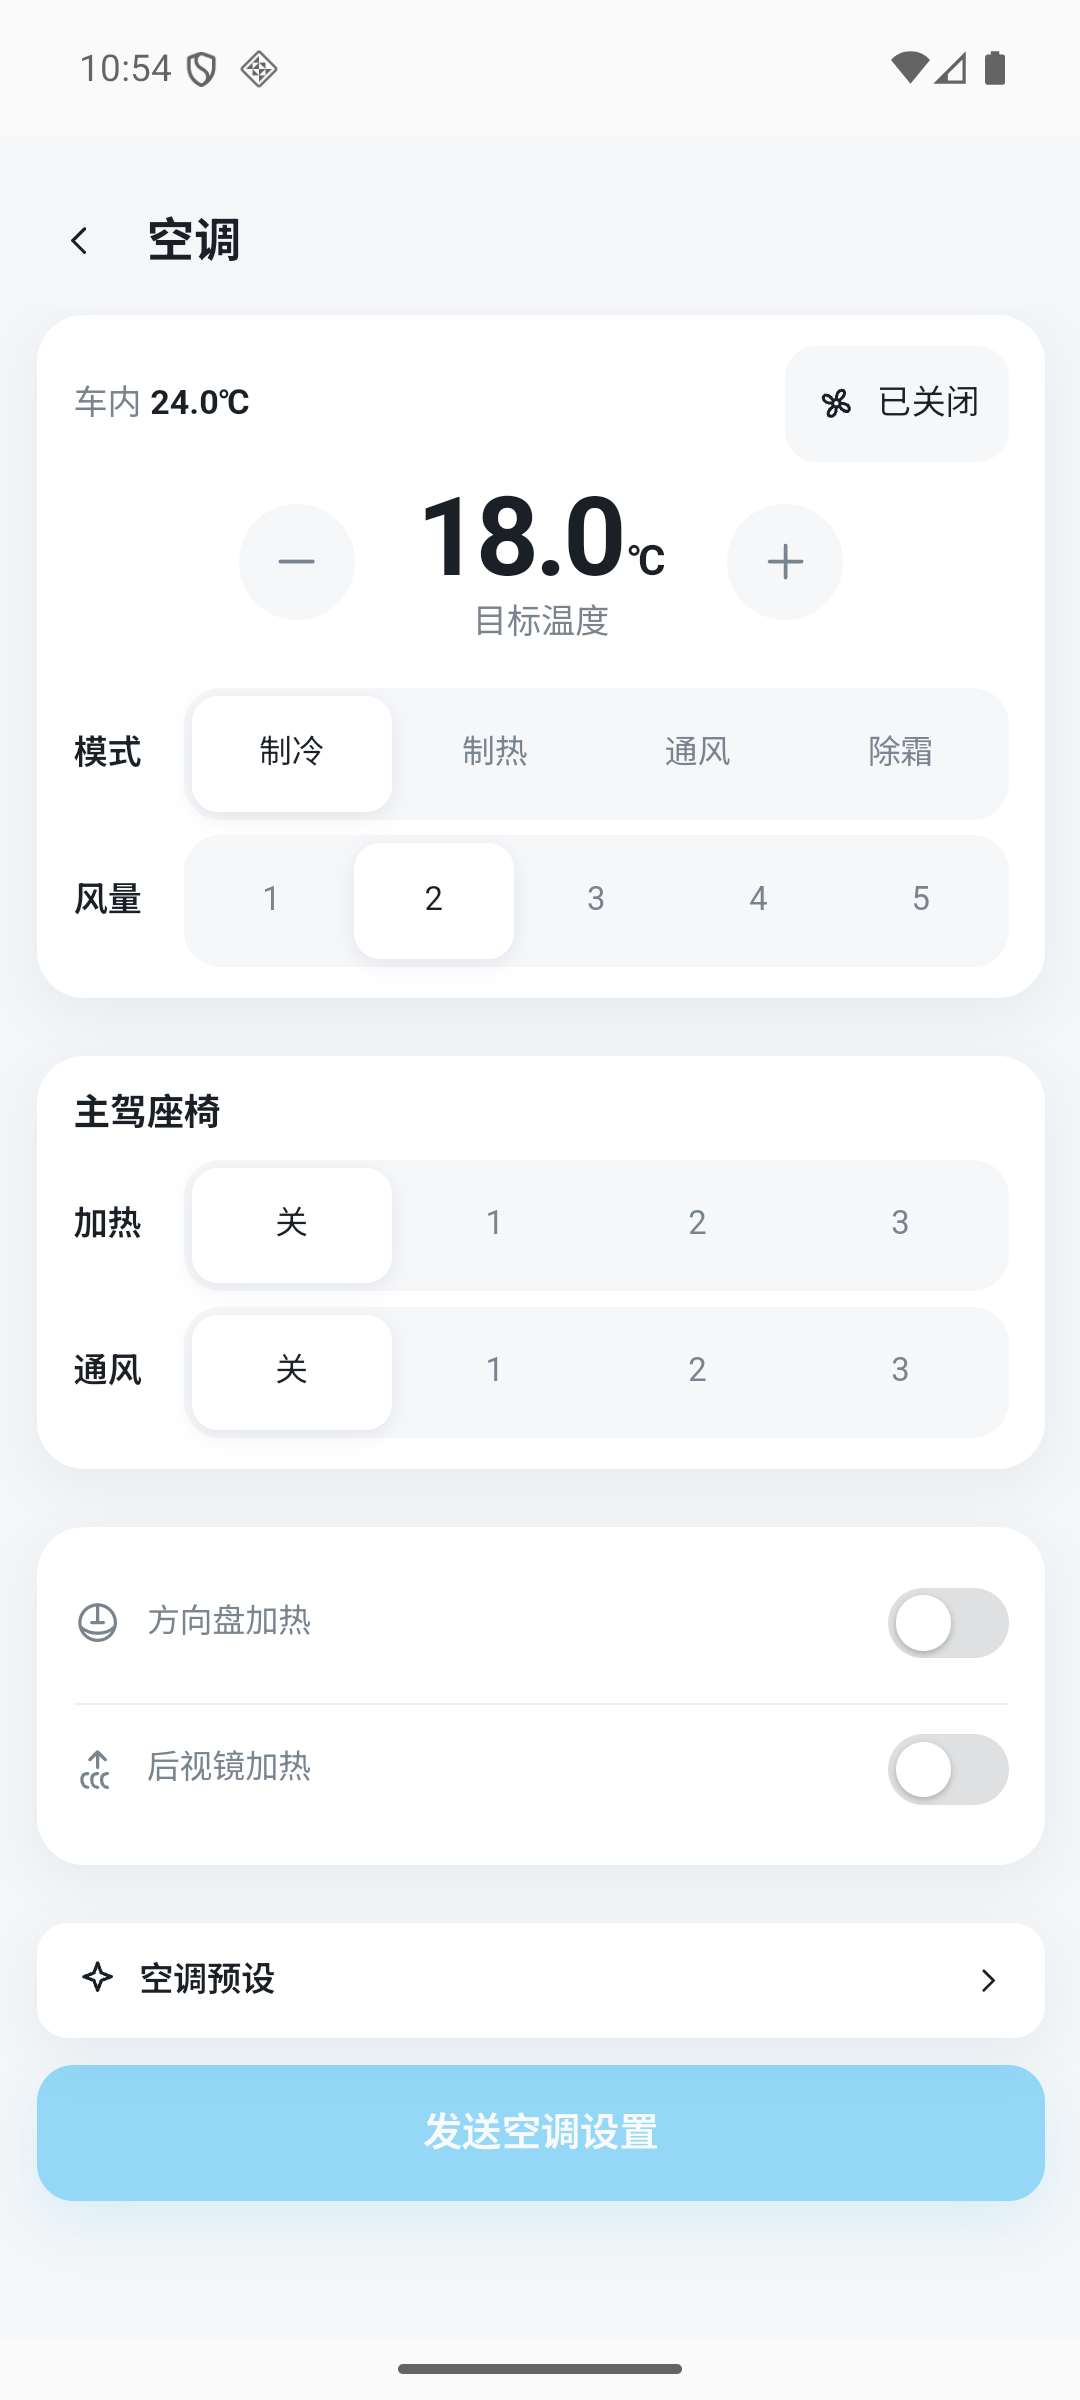 10:54
空调
车内 24.0℃
已关闭
18.0℃
目标温度
模式 制冷 制热 通风 除霜
风量 1 2 3 4 5
主驾座椅
加热 关 1 2 3
通风 关 1 2 3
方向盘加热
后视镜加热
空调预设
发送空调设置